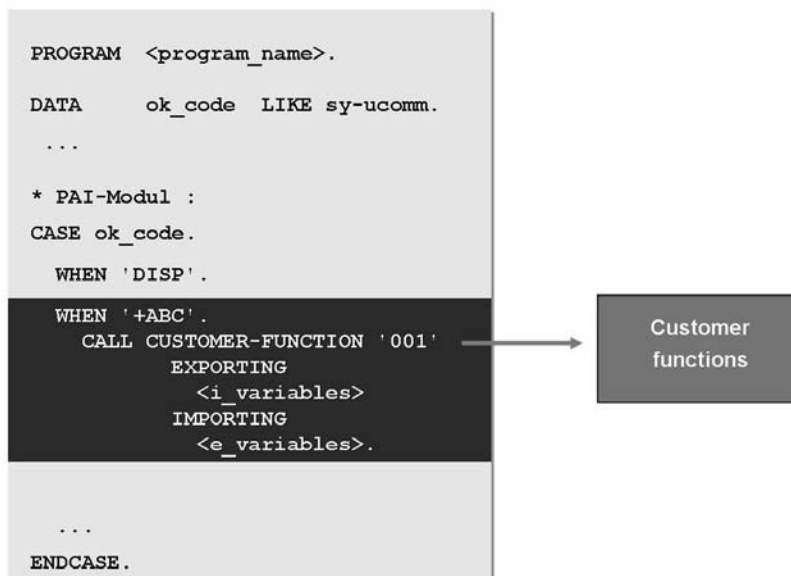 PROGRAM <program_name>.
DATA ok_code LIKE sy-ucomm.
...
* PAI-Modul :
CASE ok_code.
WHEN 'DISP'.
WHEN '+ABC'.
CALL CUSTOMER-FUNCTION '001'
EXPORTING
<i_variables>
IMPORTING
<e_variables>.
...
ENDCASE.
Customer
functions